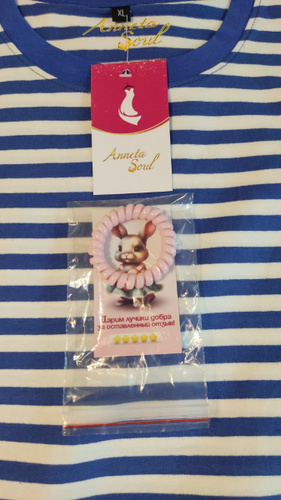 XL
Anneta
Soul
Anneta
Soul
Дарим лучики добра
за оставленный отзыв!